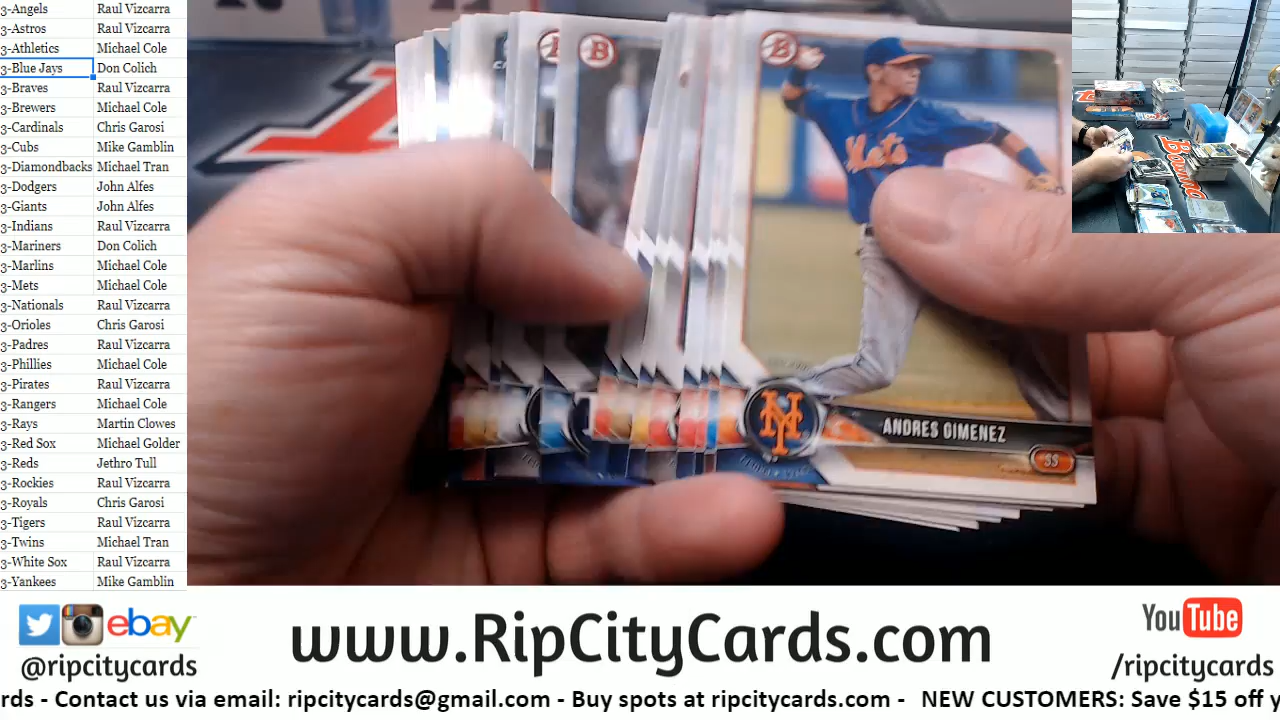 3-Angels Raul Vizcarra
3-Astros Raul Vizcarra
3-Athletics Michael Cole
3-Blue Jays Don Colich
3-Braves Raul Vizcarra
3-Brewers Michael Cole
3-Cardinals Chris Garosi
3-Cubs Mike Gamblin
3-Diamondbacks Michael Tran
3-Dodgers John Alfes
3-Giants John Alfes
3-Indians Raul Vizcarra
3-Mariners Don Colich
3-Marlins Michael Cole
3-Mets Michael Cole
3-Nationals Raul Vizcarra
3-Orioles Chris Garosi
3-Padres Raul Vizcarra
3-Phillies Michael Cole
3-Pirates Raul Vizcarra
3-Rangers Michael Cole
3-Rays Martin Clowes
3-Red Sox Michael Golder
3-Reds Jethro Tull
3-Rockies Raul Vizcarra
3-Royals Chris Garosi
3-Tigers Raul Vizcarra
3-Twins Michael Tran
3-White Sox Raul Vizcarra
3-Yankees Mike Gamblin
B
B
Mets
NY
ANDRES GIMENEZ
SS
Bowman
ebay
@ripcitycards
www.RipCityCards.com
YouTube
/ripcitycards
rds - Contact us via email: ripcitycards@gmail.com - Buy spots at ripcitycards.com - NEW CUSTOMERS: Save $15 off y